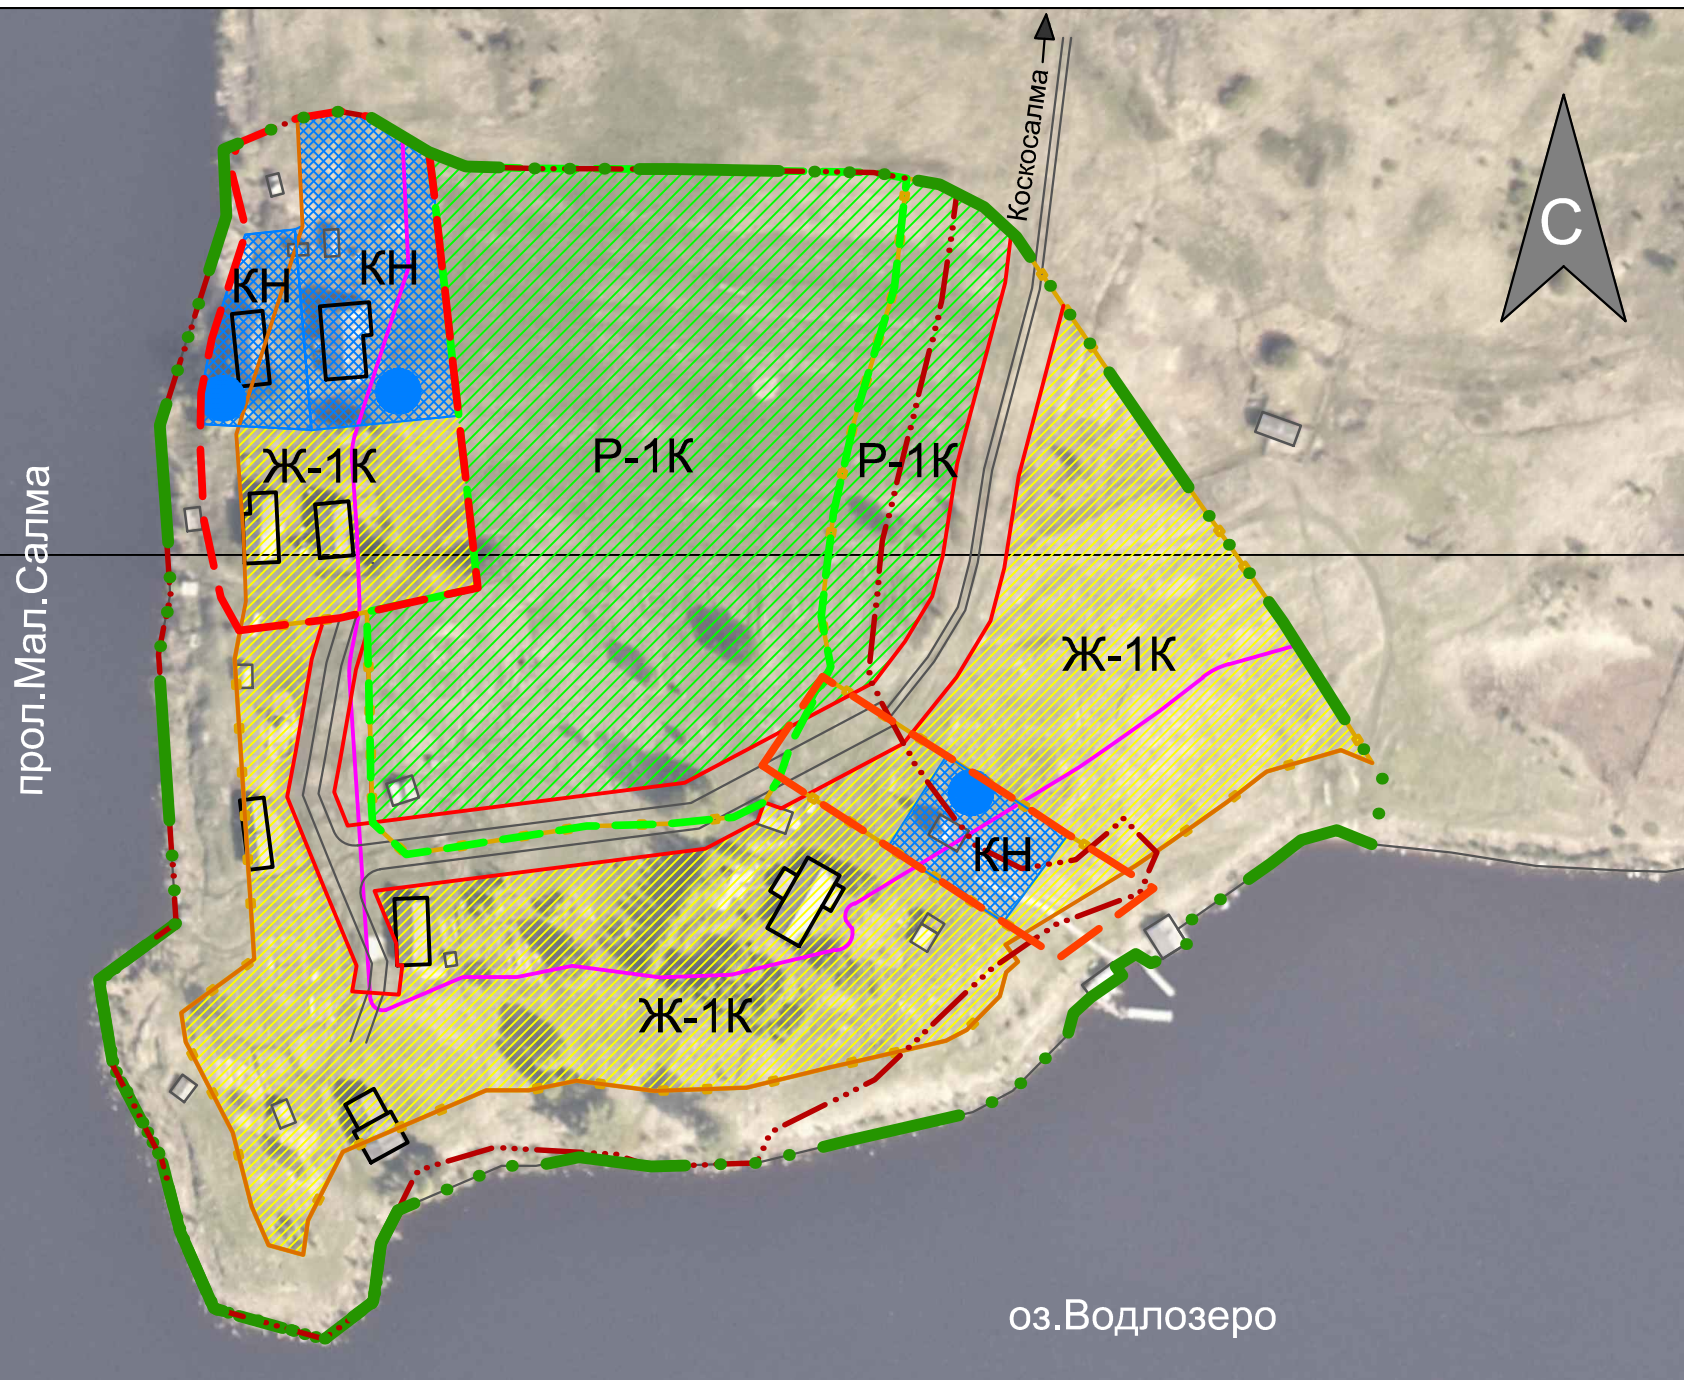 Коскосалма
С
КН
КН
Ж-1К
Р-1К
Р-1К
прол.Мал.Салма
Ж-1К
КН
Ж-1К
оз.Водлозеро